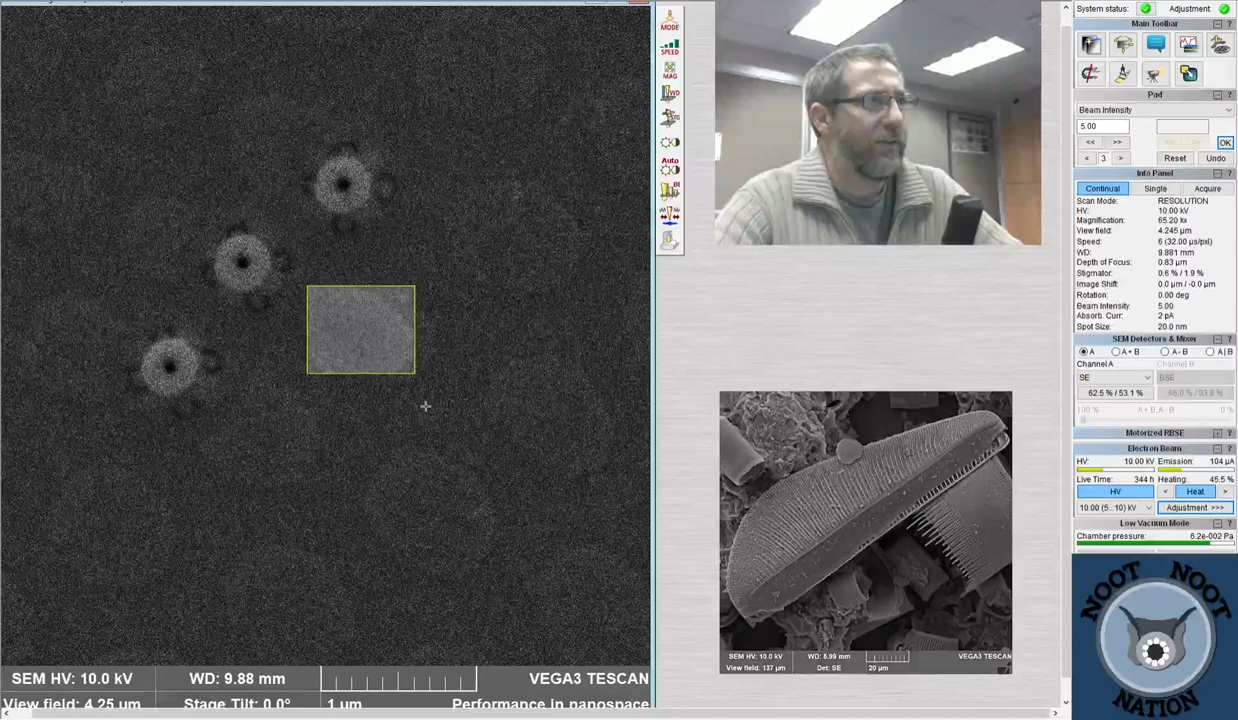 System status: Adjustment:
Main Toolbar
MODE
SPEED
MAG
WD
STG
Auto
BI
Pad
Beam Intensity
5.00
<< >>
OK
< 3 > Reset Undo
Info Panel
Continual Single Acquire
Scan Mode: RESOLUTION
HV: 10.00 kV
Magnification: 65.20 kx
View field: 4.245 µm
Speed: 6 (32.00 µs/pxl)
WD: 9.881 mm
Depth of Focus: 0.83 µm
Stigmator: 0.6 % / 1.9 %
Image Shift: 0.0 µm / -0.0 µm
Rotation: 0.00 deg
Beam Intensity: 5.00
Absorb. Curr: 2 pA
Spot Size: 20.0 nm
SEM Detectors & Mixer
A A + B A - B A | B
Channel A Channel B
SE BSE
62.5 % / 53.1 %
100 % A + B,A - B 0 %
Motorized RBSE
Electron Beam
HV: 10.00 kV Emission: 104 µA
Live Time: 344 h Heating: 45.5 %
HV < Heat >
10.00 (5...10) kV Adjustment >>>
Low Vacuum Mode
Chamber pressure: 6.2e-002 Pa
NOOT NOOT
NATION
SEM HV: 10.0 kV WD: 5.99 mm VEGA3 TESCAN
View field: 137 µm Det: SE 20 µm
SEM HV: 10.0 kV WD: 9.88 mm VEGA3 TESCAN
View field: 4.25 µm Stage Tilt: 0.0° 1 µm Performance in nanospace